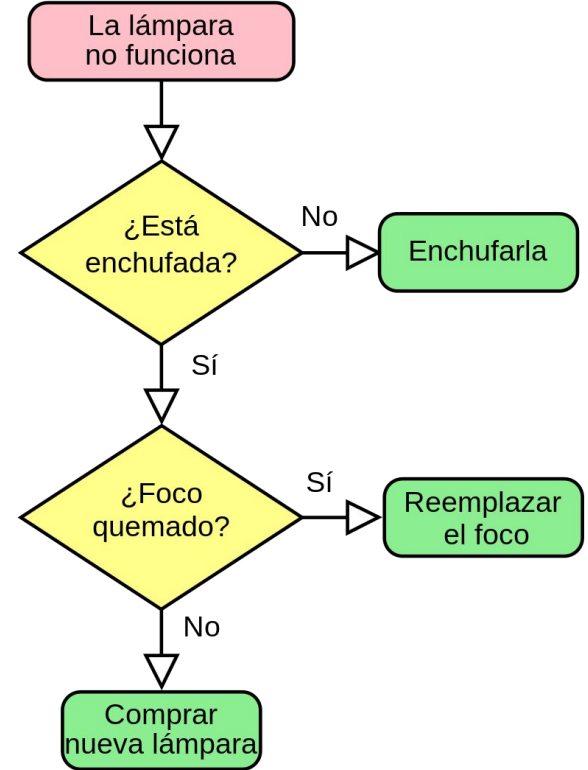 La lámpara
no funciona
¿Está
enchufada?
No
Enchufarla
Sí
¿Foco
quemado?
Sí
Reemplazar
el foco
No
Comprar
nueva lámpara